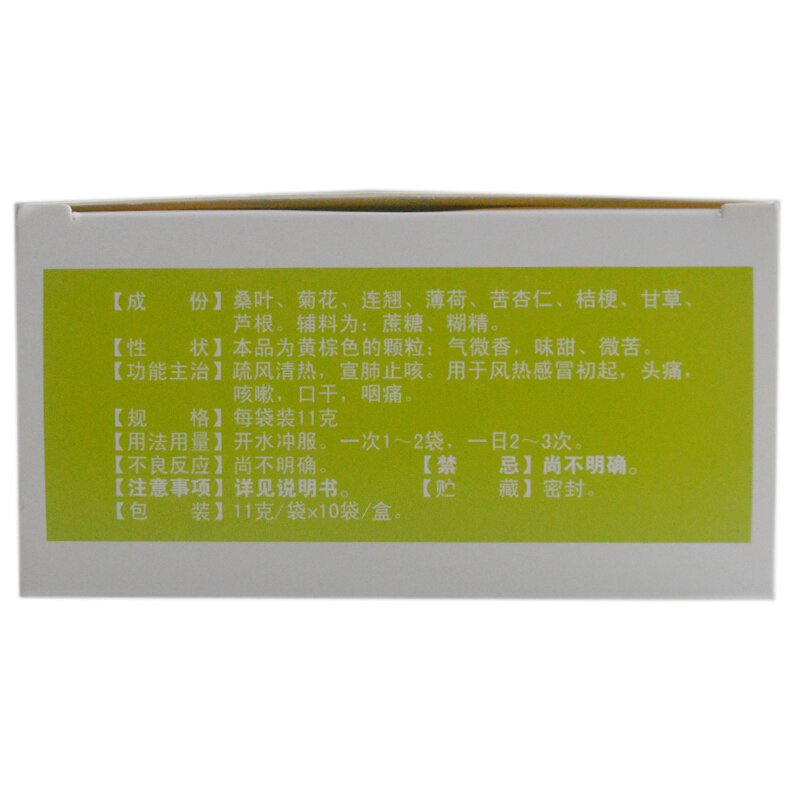 【成　份】桑叶、菊花、连翘、薄荷、苦杏仁、桔梗、甘草、
芦根。辅料为：蔗糖、糊精。
【性　状】本品为黄棕色的颗粒；气微香，味甜、微苦。
【功能主治】疏风清热，宣肺止咳。用于风热感冒初起，头痛，
咳嗽，口干，咽痛。
【规　格】每袋装11克
【用法用量】开水冲服。一次1～2袋，一日2～3次。
【不良反应】尚不明确。　【禁　忌】尚不明确。
【注意事项】详见说明书。　【贮　藏】密封。
【包　装】11克/袋×10袋/盒。